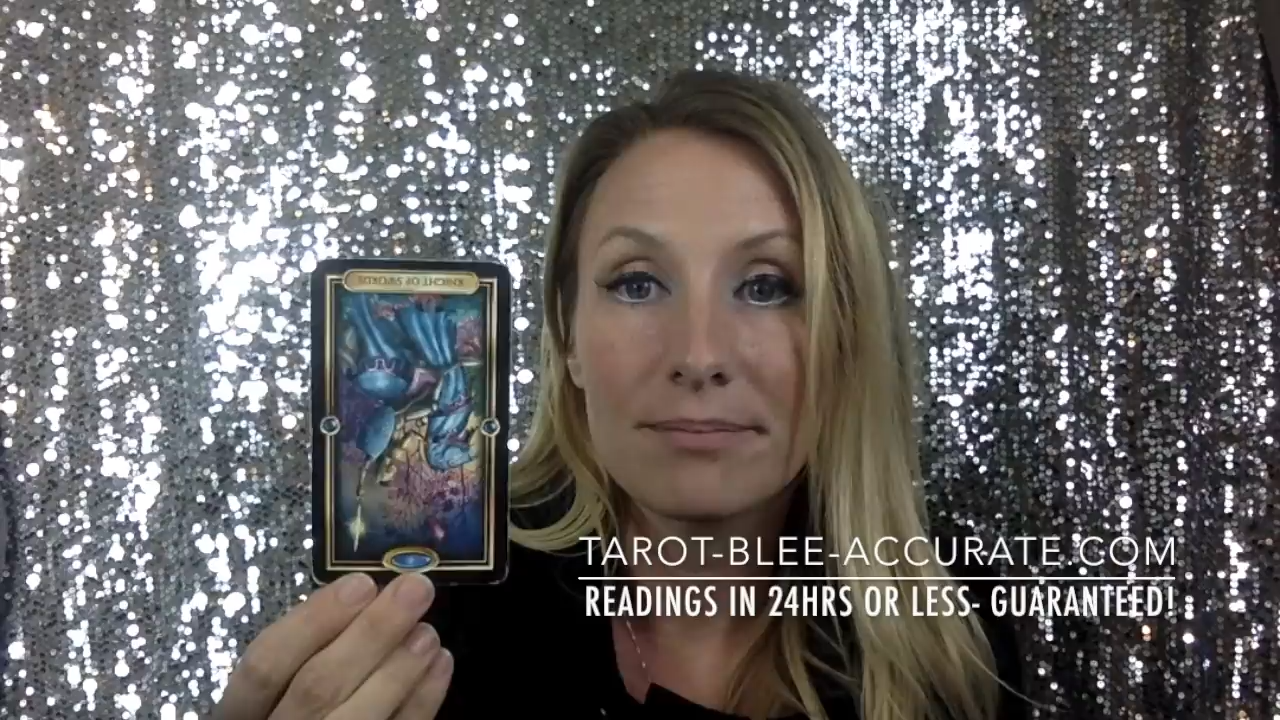 KNIGHT OF SWORDS
TAROT-BLEE-ACCURATE.COM
READINGS IN 24HRS OR LESS- GUARANTEED!